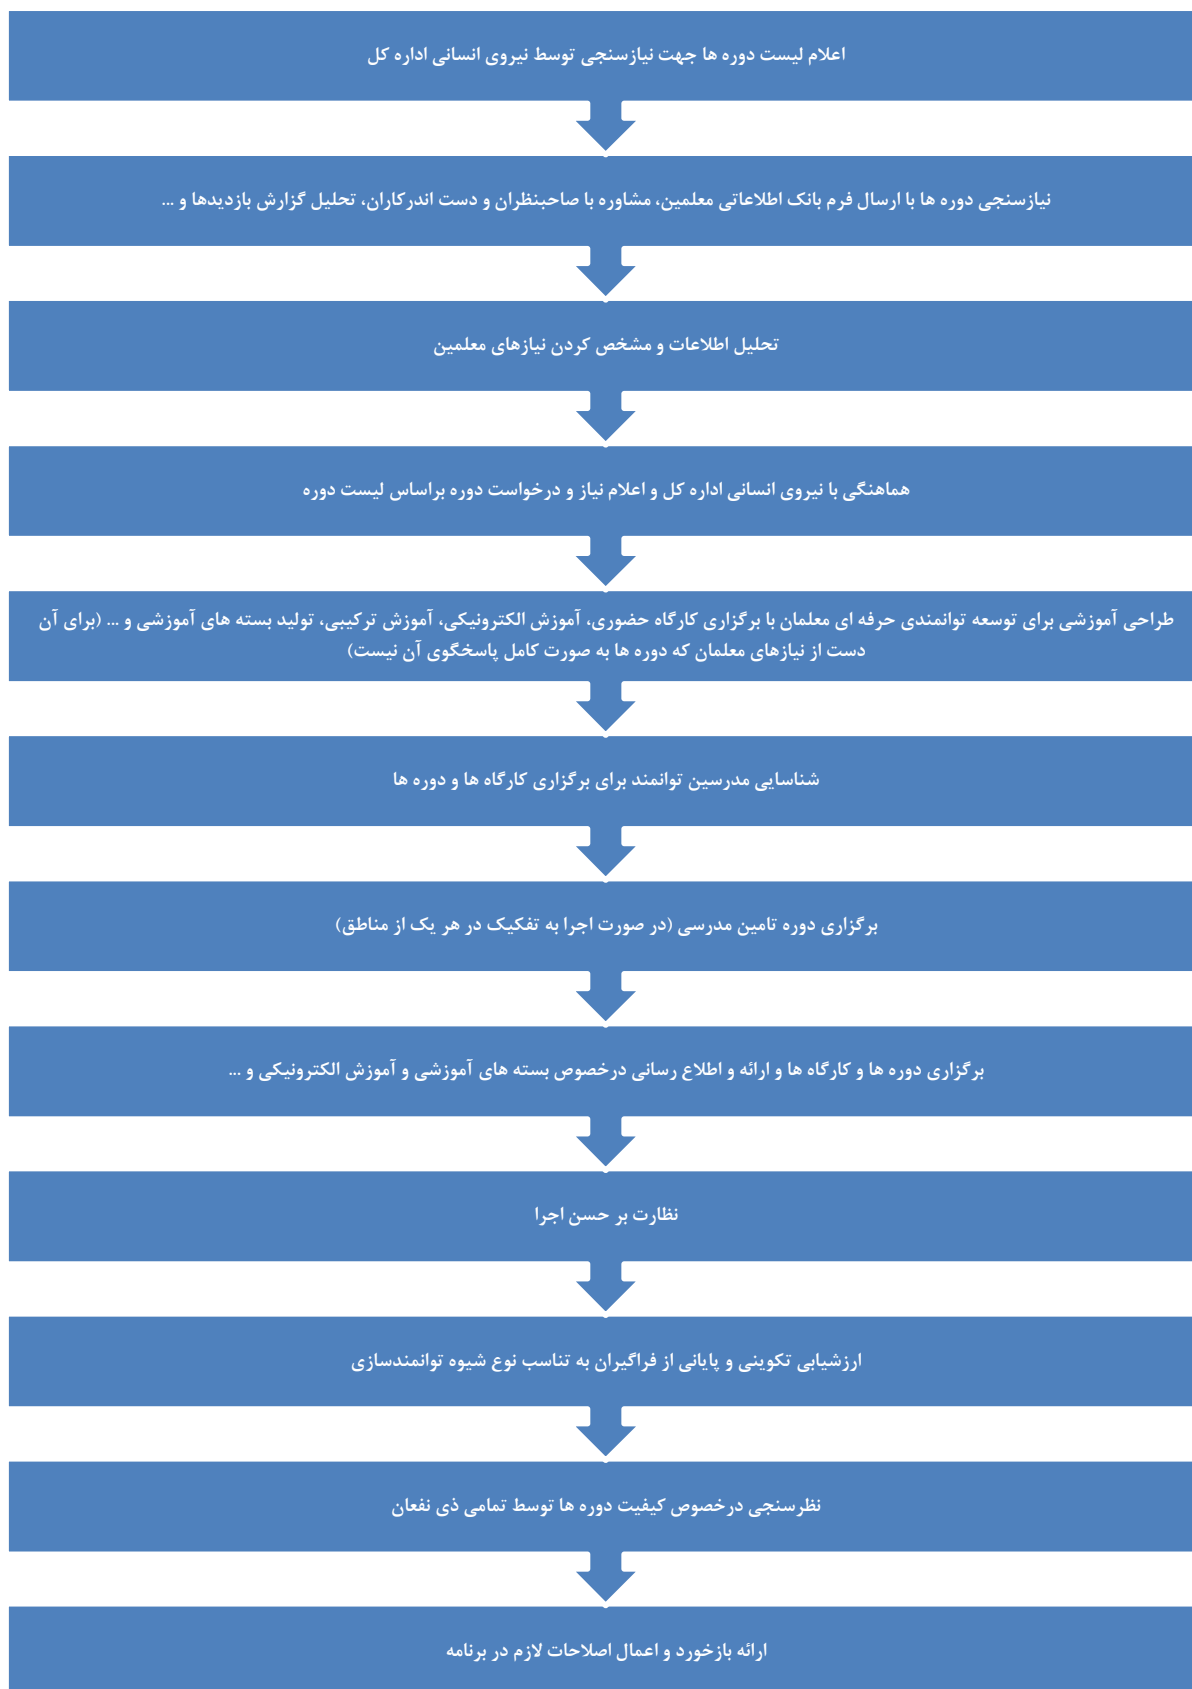 اعلام لیست دوره ها جهت نیازسنجی توسط نیروی انسانی اداره کل
نیازسنجی دوره ها با ارسال فرم بانک اطلاعاتی معلمین، مشاوره با صاحبنظران و دست اندرکاران، تحلیل گزارش بازدیدها و ...
تحلیل اطلاعات و مشخص کردن نیازهای معلمین
هماهنگی با نیروی انسانی اداره کل و اعلام نیاز و درخواست دوره براساس لیست دوره
طراحی آموزشی برای توسعه توانمندی حرفه ای معلمان با برگزاری کارگاه حضوری، آموزش الکترونیکی، آموزش ترکیبی، تولید بسته های آموزشی و ... (برای آن
دست از نیازهای معلمان که دوره ها به صورت کامل پاسخگوی آن نیست)
شناسایی مدرسین توانمند برای برگزاری کارگاه ها و دوره ها
برگزاری دوره تامین مدرسی (در صورت اجرا به تفکیک در هر یک از مناطق)
برگزاری دوره ها و کارگاه ها و ارائه و اطلاع رسانی درخصوص بسته های آموزشی و آموزش الکترونیکی و ...
نظارت بر حسن اجرا
ارزشیابی تکوینی و پایانی از فراگیران به تناسب نوع شیوه توانمندسازی
نظرسنجی درخصوص کیفیت دوره ها توسط تمامی ذی نفعان
ارائه بازخورد و اعمال اصلاحات لازم در برنامه